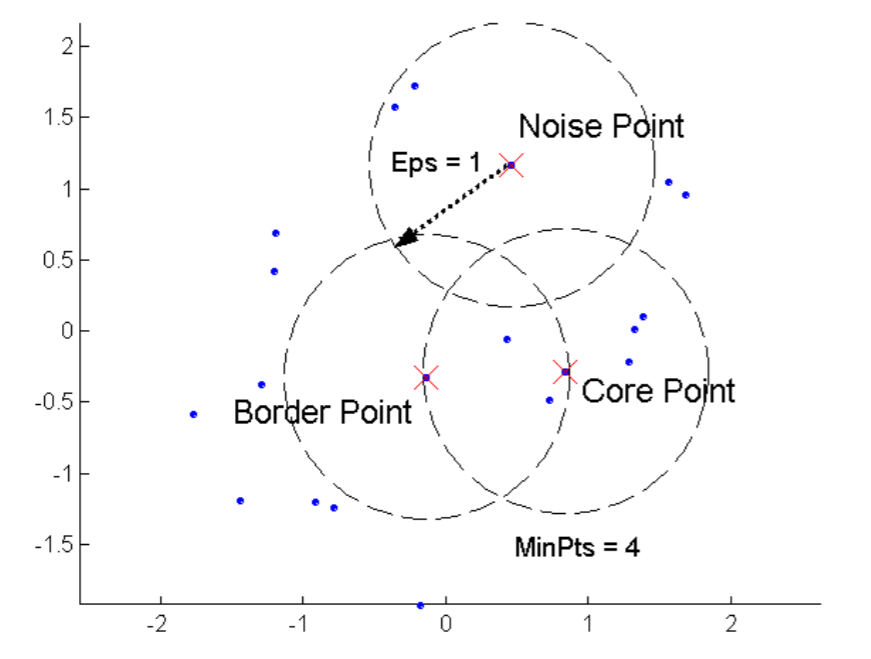 2
1.5
1
0.5
0
-0.5
-1
-1.5
Noise Point
Eps = 1
Core Point
Border Point
MinPts = 4
-2
-1
0
1
2